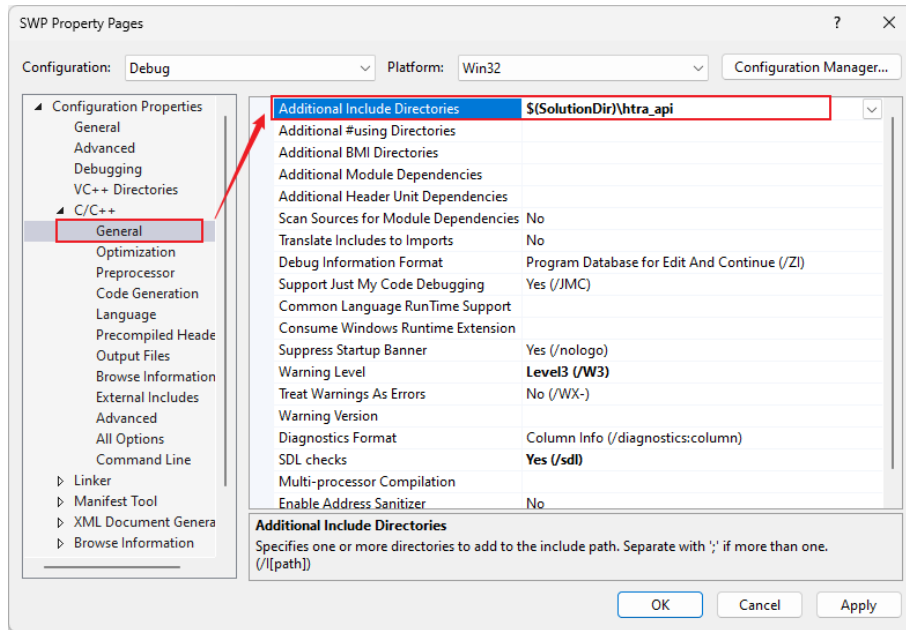 SWP Property Pages
Configuration: Debug Platform: Win32 Configuration Manager...
Configuration Properties
General
Advanced
Debugging
VC++ Directories
C/C++
General
Optimization
Preprocessor
Code Generation
Language
Precompiled Heade
Output Files
Browse Information
External Includes
Advanced
All Options
Command Line
Linker
Manifest Tool
XML Document Genera
Browse Information
Additional Include Directories $(SolutionDir)\htra_api
Additional #using Directories
Additional BMI Directories
Additional Module Dependencies
Additional Header Unit Dependencies
Scan Sources for Module Dependencies No
Translate Includes to Imports No
Debug Information Format Program Database for Edit And Continue (/ZI)
Support Just My Code Debugging Yes (/JMC)
Common Language RunTime Support
Consume Windows Runtime Extension
Suppress Startup Banner Yes (/nologo)
Warning Level Level3 (/W3)
Treat Warnings As Errors No (/WX-)
Warning Version
Diagnostics Format Column Info (/diagnostics:column)
SDL checks Yes (/sdl)
Multi-processor Compilation
Enable Address Sanitizer No
Additional Include Directories
Specifies one or more directories to add to the include path. Separate with ';' if more than one.
(/I[path])
OK Cancel Apply